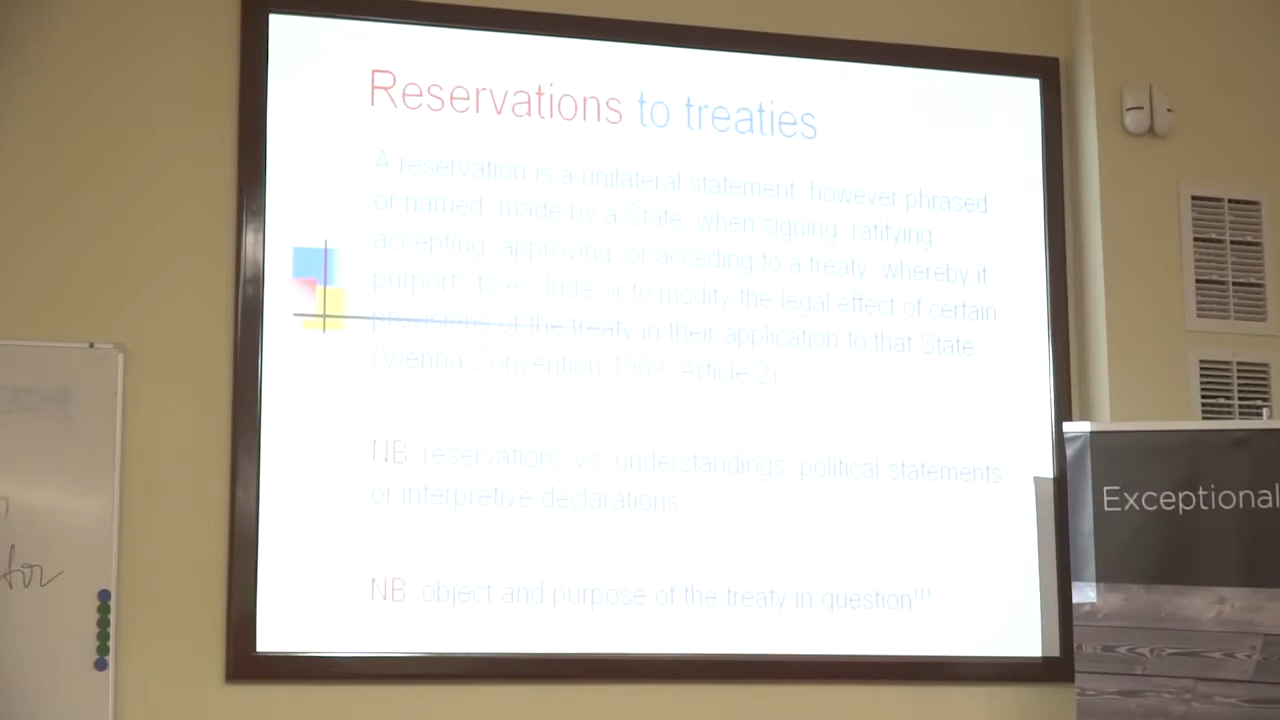 Reservations to treaties
A reservation is a unilateral statement, however phrased
or named, made by a State, when signing, ratifying,
accepting, approving, or acceding to a treaty, whereby it
purports to exclude or to modify the legal effect of certain
provisions of the treaty in their application to that State
(Vienna Convention 1969, Article 2)
NB: reservations vs. understandings, political statements
or interpretive declarations
NB: object and purpose of the treaty in question!!!
Exceptional
tor